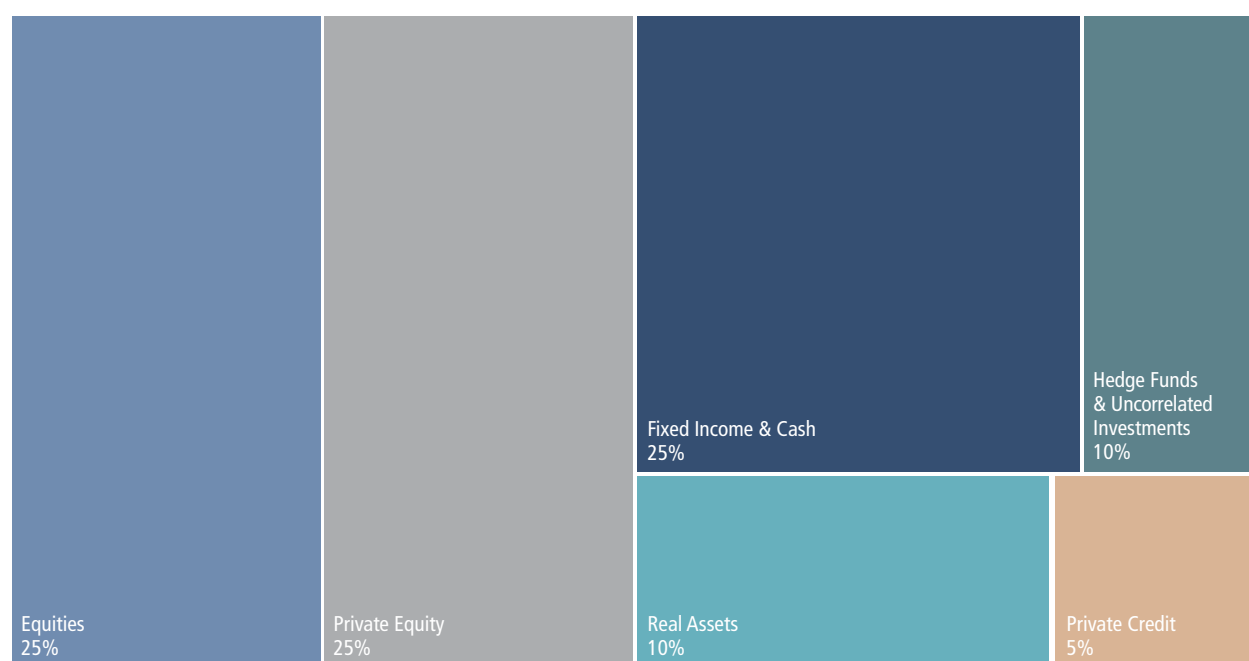 Equities
25%
Private Equity
25%
Fixed Income & Cash
25%
Hedge Funds
& Uncorrelated
Investments
10%
Real Assets
10%
Private Credit
5%